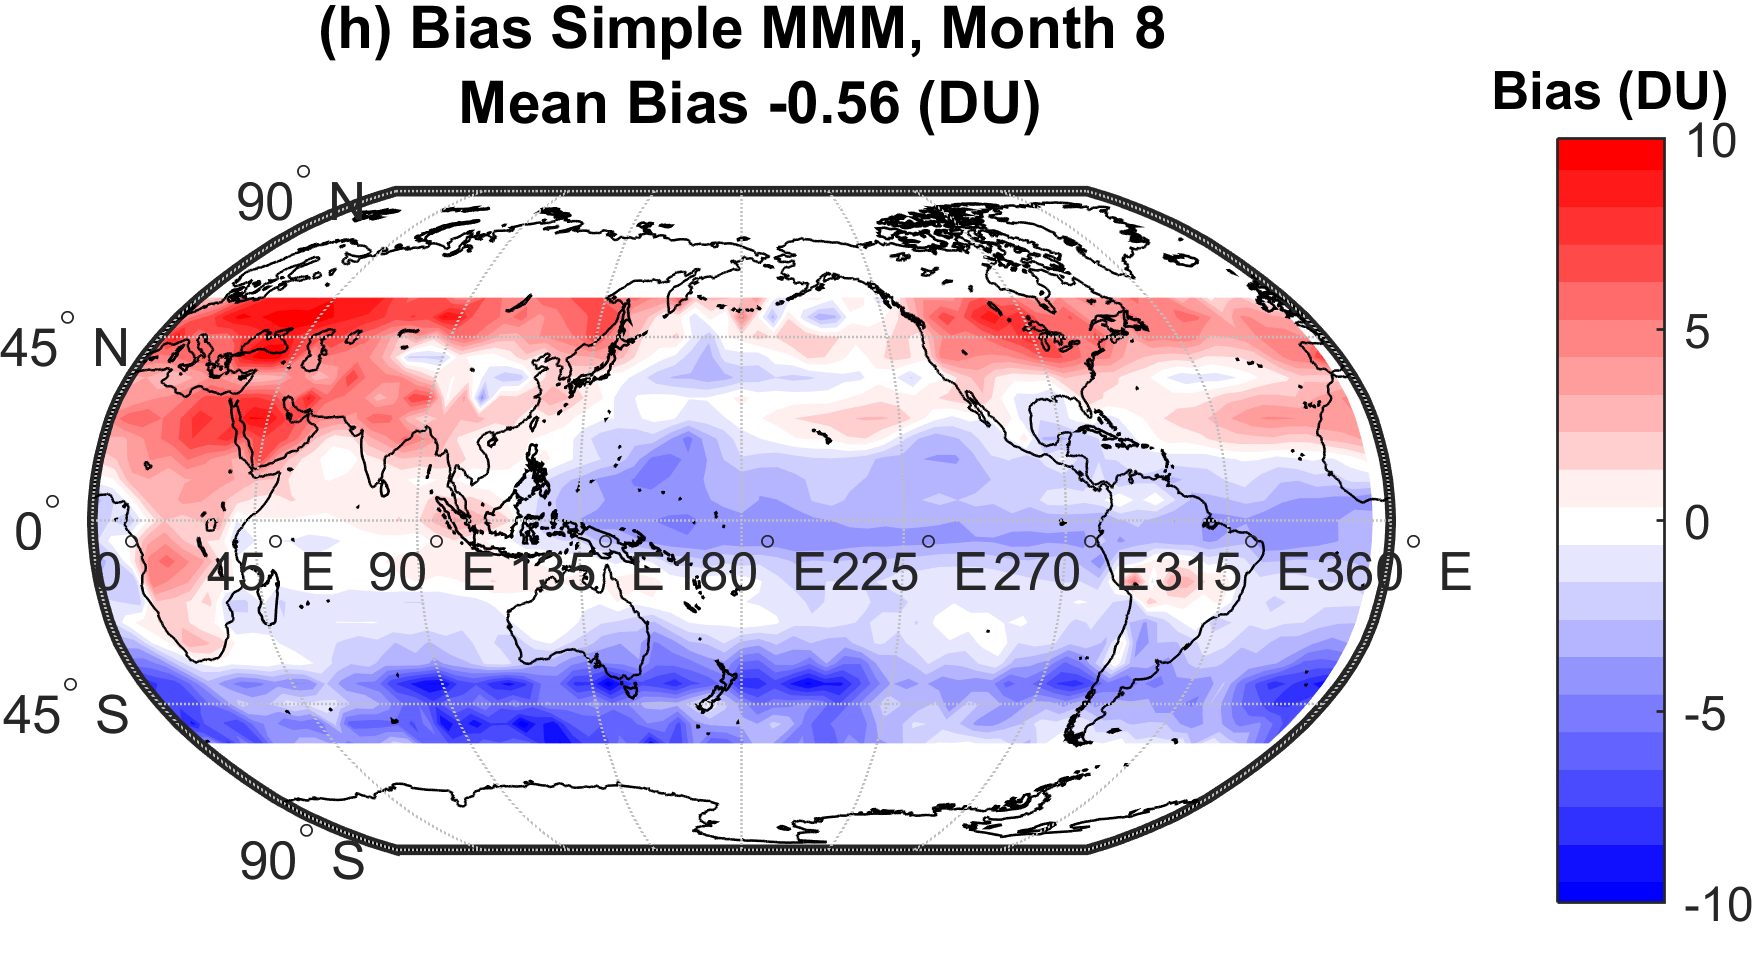 (h) Bias Simple MMM, Month 8
Mean Bias -0.56 (DU)
Bias (DU)
10
5
0
-5
-10
90° N
45° N
0°
0° 45° E 90° E 135° E 180° E 225° E 270° E 315° E 360° E
45° S
90° S